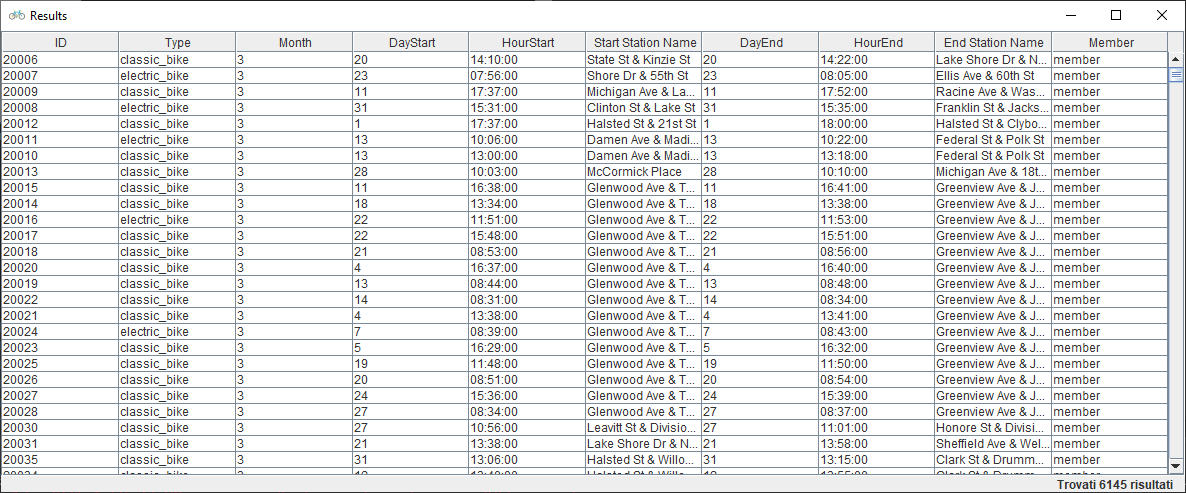 Results
ID Type Month DayStart HourStart Start Station Name DayEnd HourEnd End Station Name Member
20006 classic_bike 3 20 14:10:00 State St & Kinzie St 20 14:22:00 Lake Shore Dr & N... member
20007 electric_bike 3 23 07:56:00 Shore Dr & 55th St 23 08:05:00 Ellis Ave & 60th St member
20009 classic_bike 3 11 17:37:00 Michigan Ave & La... 11 17:52:00 Racine Ave & Was... member
20008 electric_bike 3 31 15:31:00 Clinton St & Lake St 31 15:35:00 Franklin St & Jacks... member
20012 classic_bike 3 1 17:37:00 Halsted St & 21st St 1 18:00:00 Halsted St & Clybo... member
20011 electric_bike 3 13 10:06:00 Damen Ave & Madi... 13 10:22:00 Federal St & Polk St member
20010 classic_bike 3 13 13:00:00 Damen Ave & Madi... 13 13:18:00 Federal St & Polk St member
20013 classic_bike 3 28 10:03:00 McCormick Place 28 10:10:00 Michigan Ave & 18t... member
20015 classic_bike 3 11 16:38:00 Glenwood Ave & T... 11 16:41:00 Greenview Ave & J... member
20014 classic_bike 3 18 13:34:00 Glenwood Ave & T... 18 13:38:00 Greenview Ave & J... member
20016 electric_bike 3 22 11:51:00 Glenwood Ave & T... 22 11:53:00 Greenview Ave & J... member
20017 classic_bike 3 22 15:48:00 Glenwood Ave & T... 22 15:51:00 Greenview Ave & J... member
20018 classic_bike 3 21 08:53:00 Glenwood Ave & T... 21 08:56:00 Greenview Ave & J... member
20020 classic_bike 3 4 16:37:00 Glenwood Ave & T... 4 16:40:00 Greenview Ave & J... member
20019 classic_bike 3 13 08:44:00 Glenwood Ave & T... 13 08:48:00 Greenview Ave & J... member
20022 classic_bike 3 14 08:31:00 Glenwood Ave & T... 14 08:34:00 Greenview Ave & J... member
20021 classic_bike 3 4 13:38:00 Glenwood Ave & T... 4 13:41:00 Greenview Ave & J... member
20024 electric_bike 3 7 08:39:00 Glenwood Ave & T... 7 08:43:00 Greenview Ave & J... member
20023 classic_bike 3 5 16:29:00 Glenwood Ave & T... 5 16:32:00 Greenview Ave & J... member
20025 classic_bike 3 19 11:48:00 Glenwood Ave & T... 19 11:50:00 Greenview Ave & J... member
20026 classic_bike 3 20 08:51:00 Glenwood Ave & T... 20 08:54:00 Greenview Ave & J... member
20027 classic_bike 3 24 15:36:00 Glenwood Ave & T... 24 15:39:00 Greenview Ave & J... member
20028 classic_bike 3 27 08:34:00 Glenwood Ave & T... 27 08:37:00 Greenview Ave & J... member
20030 classic_bike 3 27 10:56:00 Leavitt St & Divisio... 27 11:01:00 Honore St & Divisi... member
20031 classic_bike 3 21 13:38:00 Lake Shore Dr & N... 21 13:58:00 Sheffield Ave & Wel... member
20035 classic_bike 3 31 13:06:00 Halsted St & Willo... 31 13:15:00 Clark St & Drumm... member
Trovati 6145 risultati